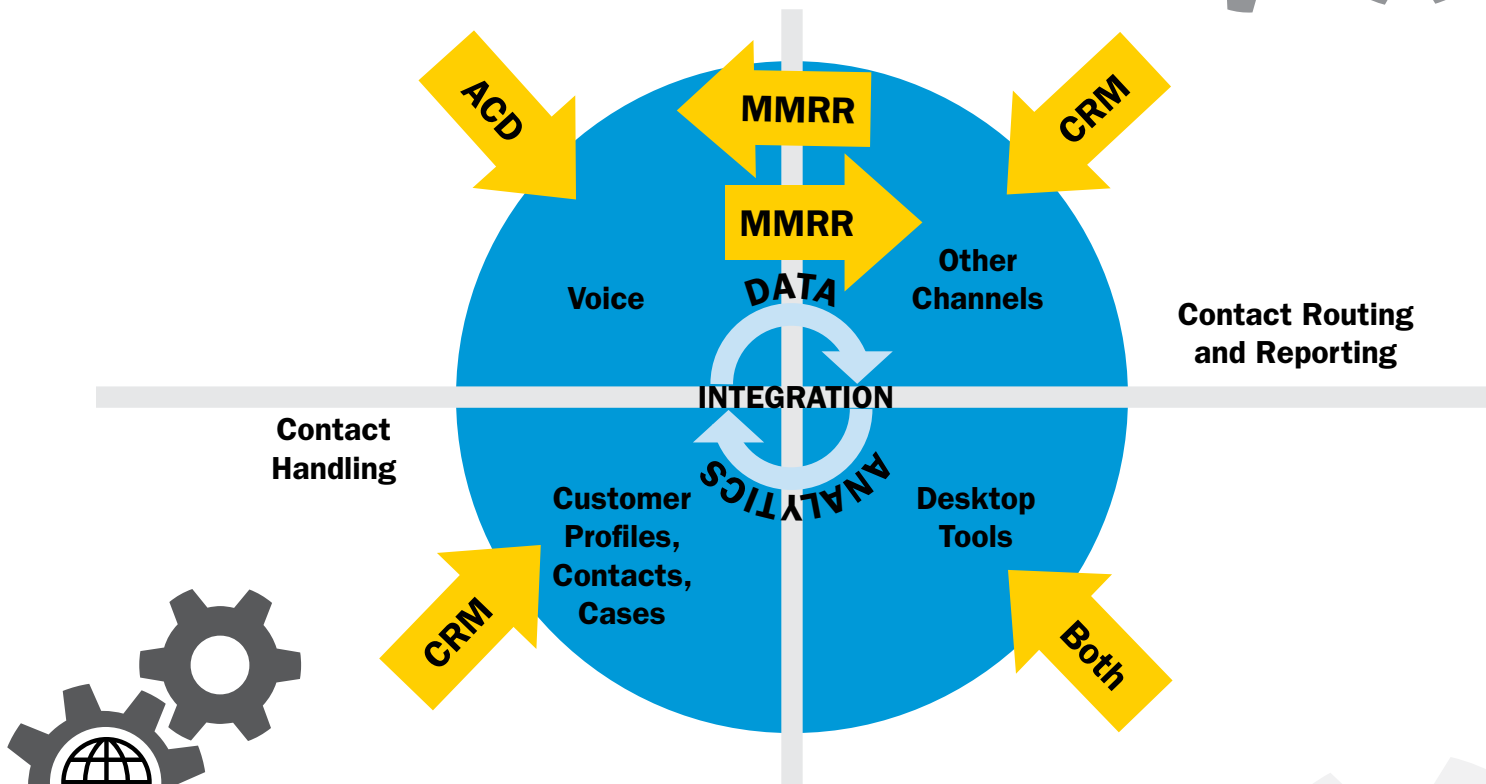 ACD
MMRR
CRM
MMRR
Voice
DATA
Other
Channels
Contact Routing
and Reporting
INTEGRATION
Contact
Handling
ANALYTICS
Customer
Profiles,
Contacts,
Cases
Desktop
Tools
CRM
Both